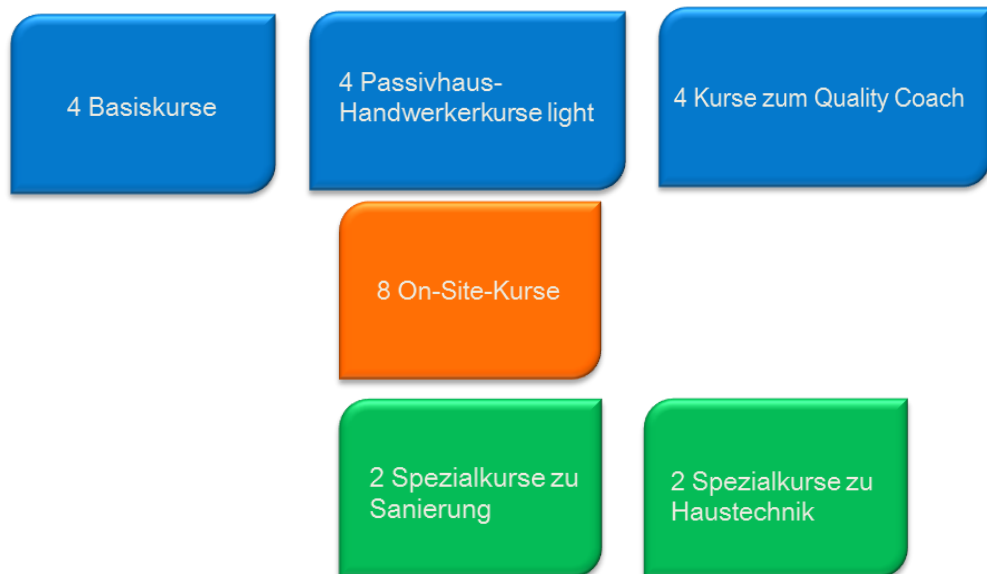 4 Basiskurse
4 Passivhaus-
Handwerkerkurse light
4 Kurse zum Quality Coach
8 On-Site-Kurse
2 Spezialkurse zu
Sanierung
2 Spezialkurse zu
Haustechnik